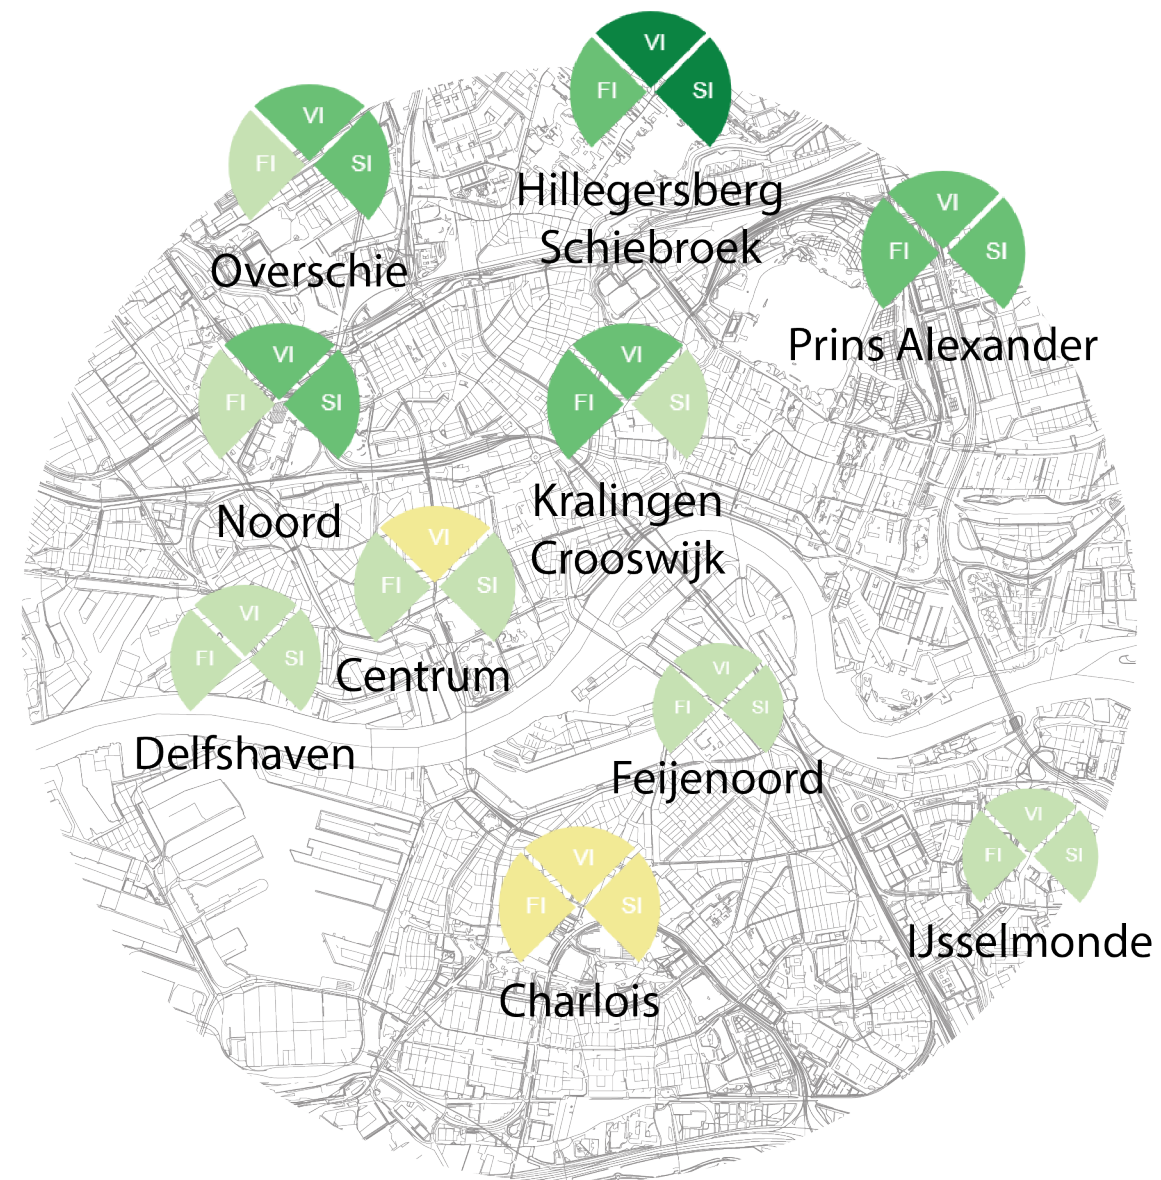 VI
FI
SI
Hillegersberg
Schiebroek
VI
FI
SI
Overschie
VI
FI
SI
Prins Alexander
VI
FI
SI
Noord
VI
FI
SI
Kralingen
Crooswijk
VI
FI
SI
Centrum
VI
FI
SI
Delfshaven
VI
FI
SI
Feijenoord
VI
FI
SI
IJsselmonde
VI
FI
SI
Charlois